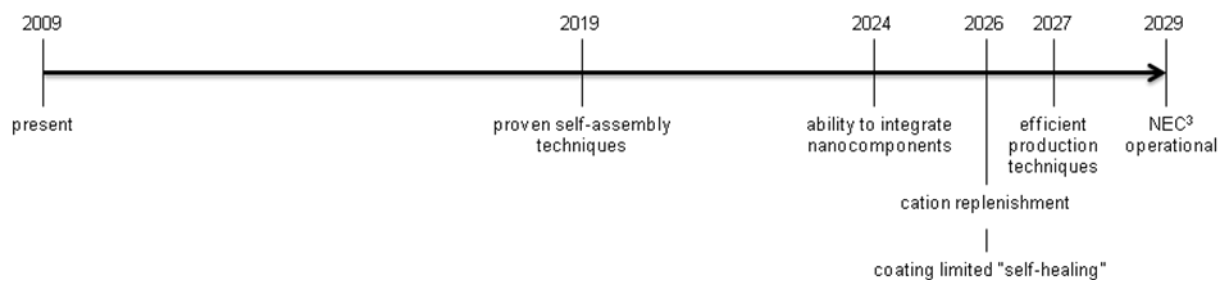 2009 2019 2024 2026 2027 2029
present
proven self-assembly
techniques
ability to integrate
nanocomponents
efficient
production
techniques
NEC³
operational
cation replenishment
coating limited "self-healing"